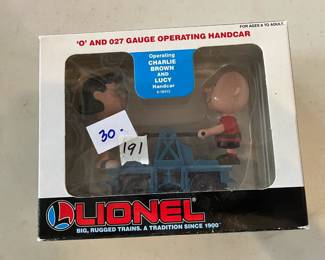 FOR AGES 8 TO ADULT.
'O' AND 027 GAUGE OPERATING HANDCAR
Operating
CHARLIE
BROWN
AND
LUCY
Handcar
30.-
191
LIONEL
BIG, RUGGED TRAINS. A TRADITION SINCE 1900